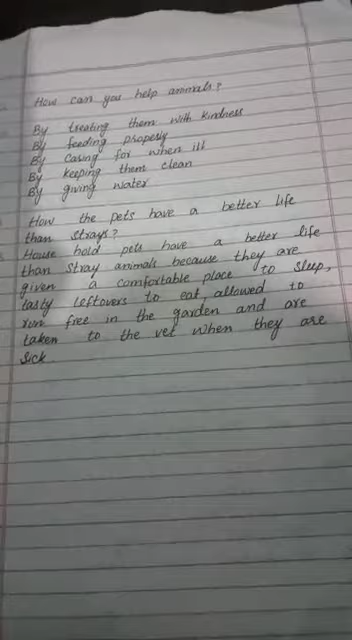 How can you help animals?
By treating them with kindness
By feeding properly
By caring for when ill
By keeping them clean
By giving water
How the pets have a better life
than strays?
House hold pets have a better life
than stray animals because they are
given a comfortable place to sleep,
tasty leftovers to eat, allowed to
run free in the garden and are
taken to the vet when they are
sick